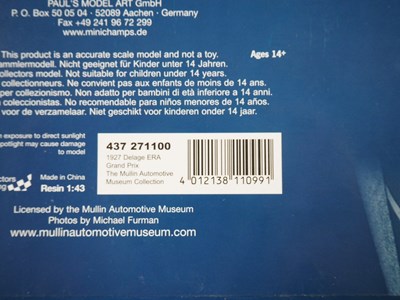 PAUL'S MODEL ART GmbH
P. O. Box 50 05 04 · 52089 Aachen - Germany
Fax +49 241 96 72 299
www.minichamps.com
This product is an accurate scale model and not a toy.
Ages 14+
ammlermodell. Nicht geeignet für Kinder unter 14 Jahren.
ollectors model. Not suitable for children under 14 years.
collectionneurs. Ne convient pas aux enfants de moins de 14 ans.
per collezionismo. Non adatto per bambini di età inferiore a 14 anni.
coleccionistas. No recomendable para niños menores de 14 años.
voor de verzamelaar. Niet geschikt voor kinderen onder 14 jaar.
n exposure to direct sunlight
potlight may cause damage
to model
437 271100
1927 Delage ERA
Grand Prix
The Mullin Automotive
Museum Collection
4 012138 110991
ctors
Made in China
Resin 1:43
Licensed by the Mullin Automotive Museum
Photos by Michael Furman
www.mullinautomotivemuseum.com